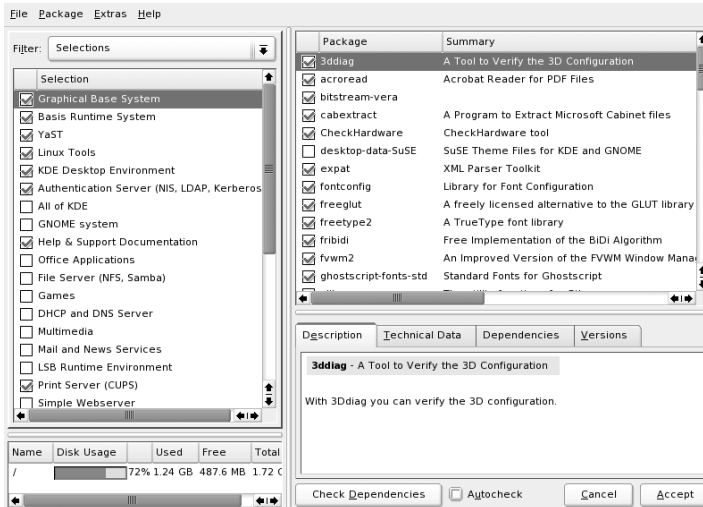 File Package Extras Help
Filter: Selections
Selection
Graphical Base System
Basis Runtime System
YaST
Linux Tools
KDE Desktop Environment
Authentication Server (NIS, LDAP, Kerberos
All of KDE
GNOME system
Help & Support Documentation
Office Applications
File Server (NFS, Samba)
Games
DHCP and DNS Server
Multimedia
Mail and News Services
LSB Runtime Environment
Print Server (CUPS)
Simple Webserver
Name Disk Usage Used Free Total
/ 72% 1.24 GB 487.6 MB 1.72 G
Package Summary
3ddiag A Tool to Verify the 3D Configuration
acroread Acrobat Reader for PDF Files
bitstream-vera
cabextract A Program to Extract Microsoft Cabinet files
CheckHardware CheckHardware tool
desktop-data-SuSE SuSE Theme Files for KDE and GNOME
expat XML Parser Toolkit
fontconfig Library for Font Configuration
freeglut A freely licensed alternative to the GLUT library
freetype2 A TrueType font library
fribidi Free Implementation of the BiDi Algorithm
fvwm2 An Improved Version of the FVWM Window Mana
ghostscript-fonts-std Standard Fonts for Ghostscript
Description Technical Data Dependencies Versions
3ddiag - A Tool to Verify the 3D Configuration
With 3Ddiag you can verify the 3D configuration.
Check Dependencies Autocheck Cancel Accept